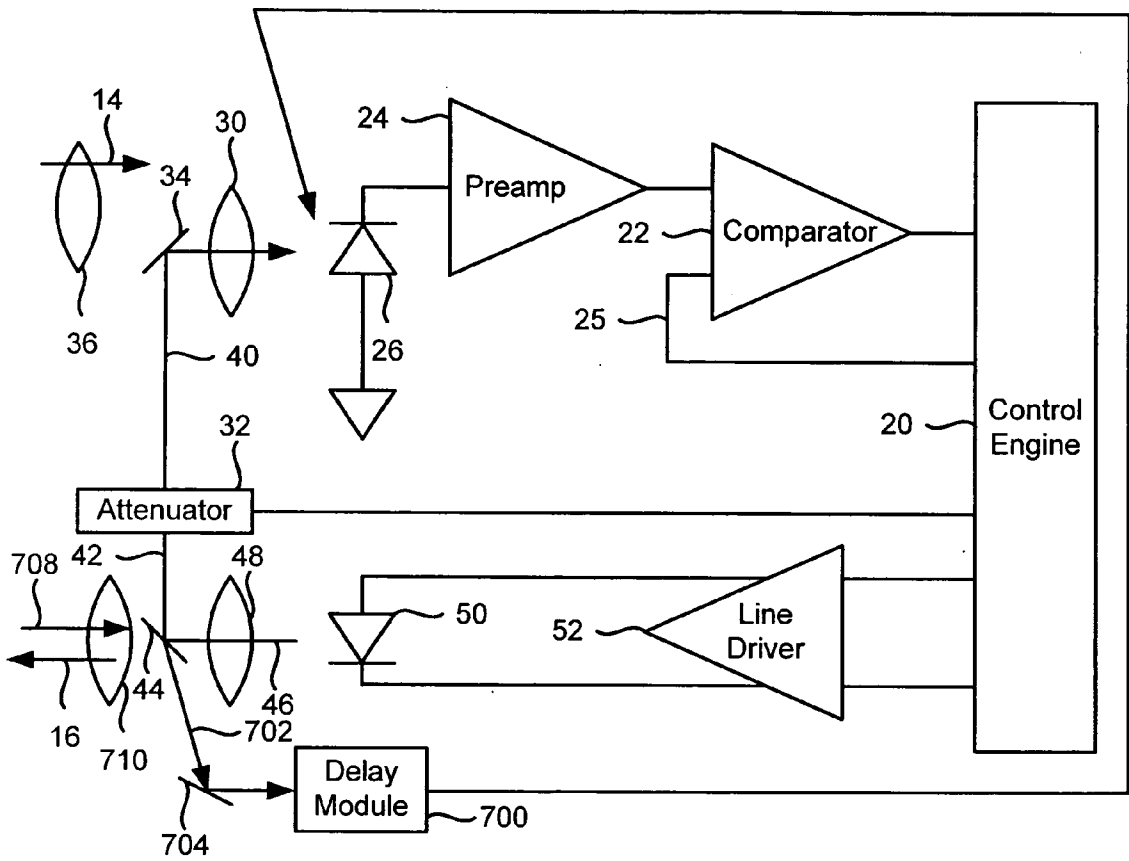 14
30
24
34
Preamp
22
Comparator
36
40
26
25
32
20
Control
Engine
Attenuator
42
48
708
50
52
Line
Driver
44
46
16
710
702
Delay
Module
704
700